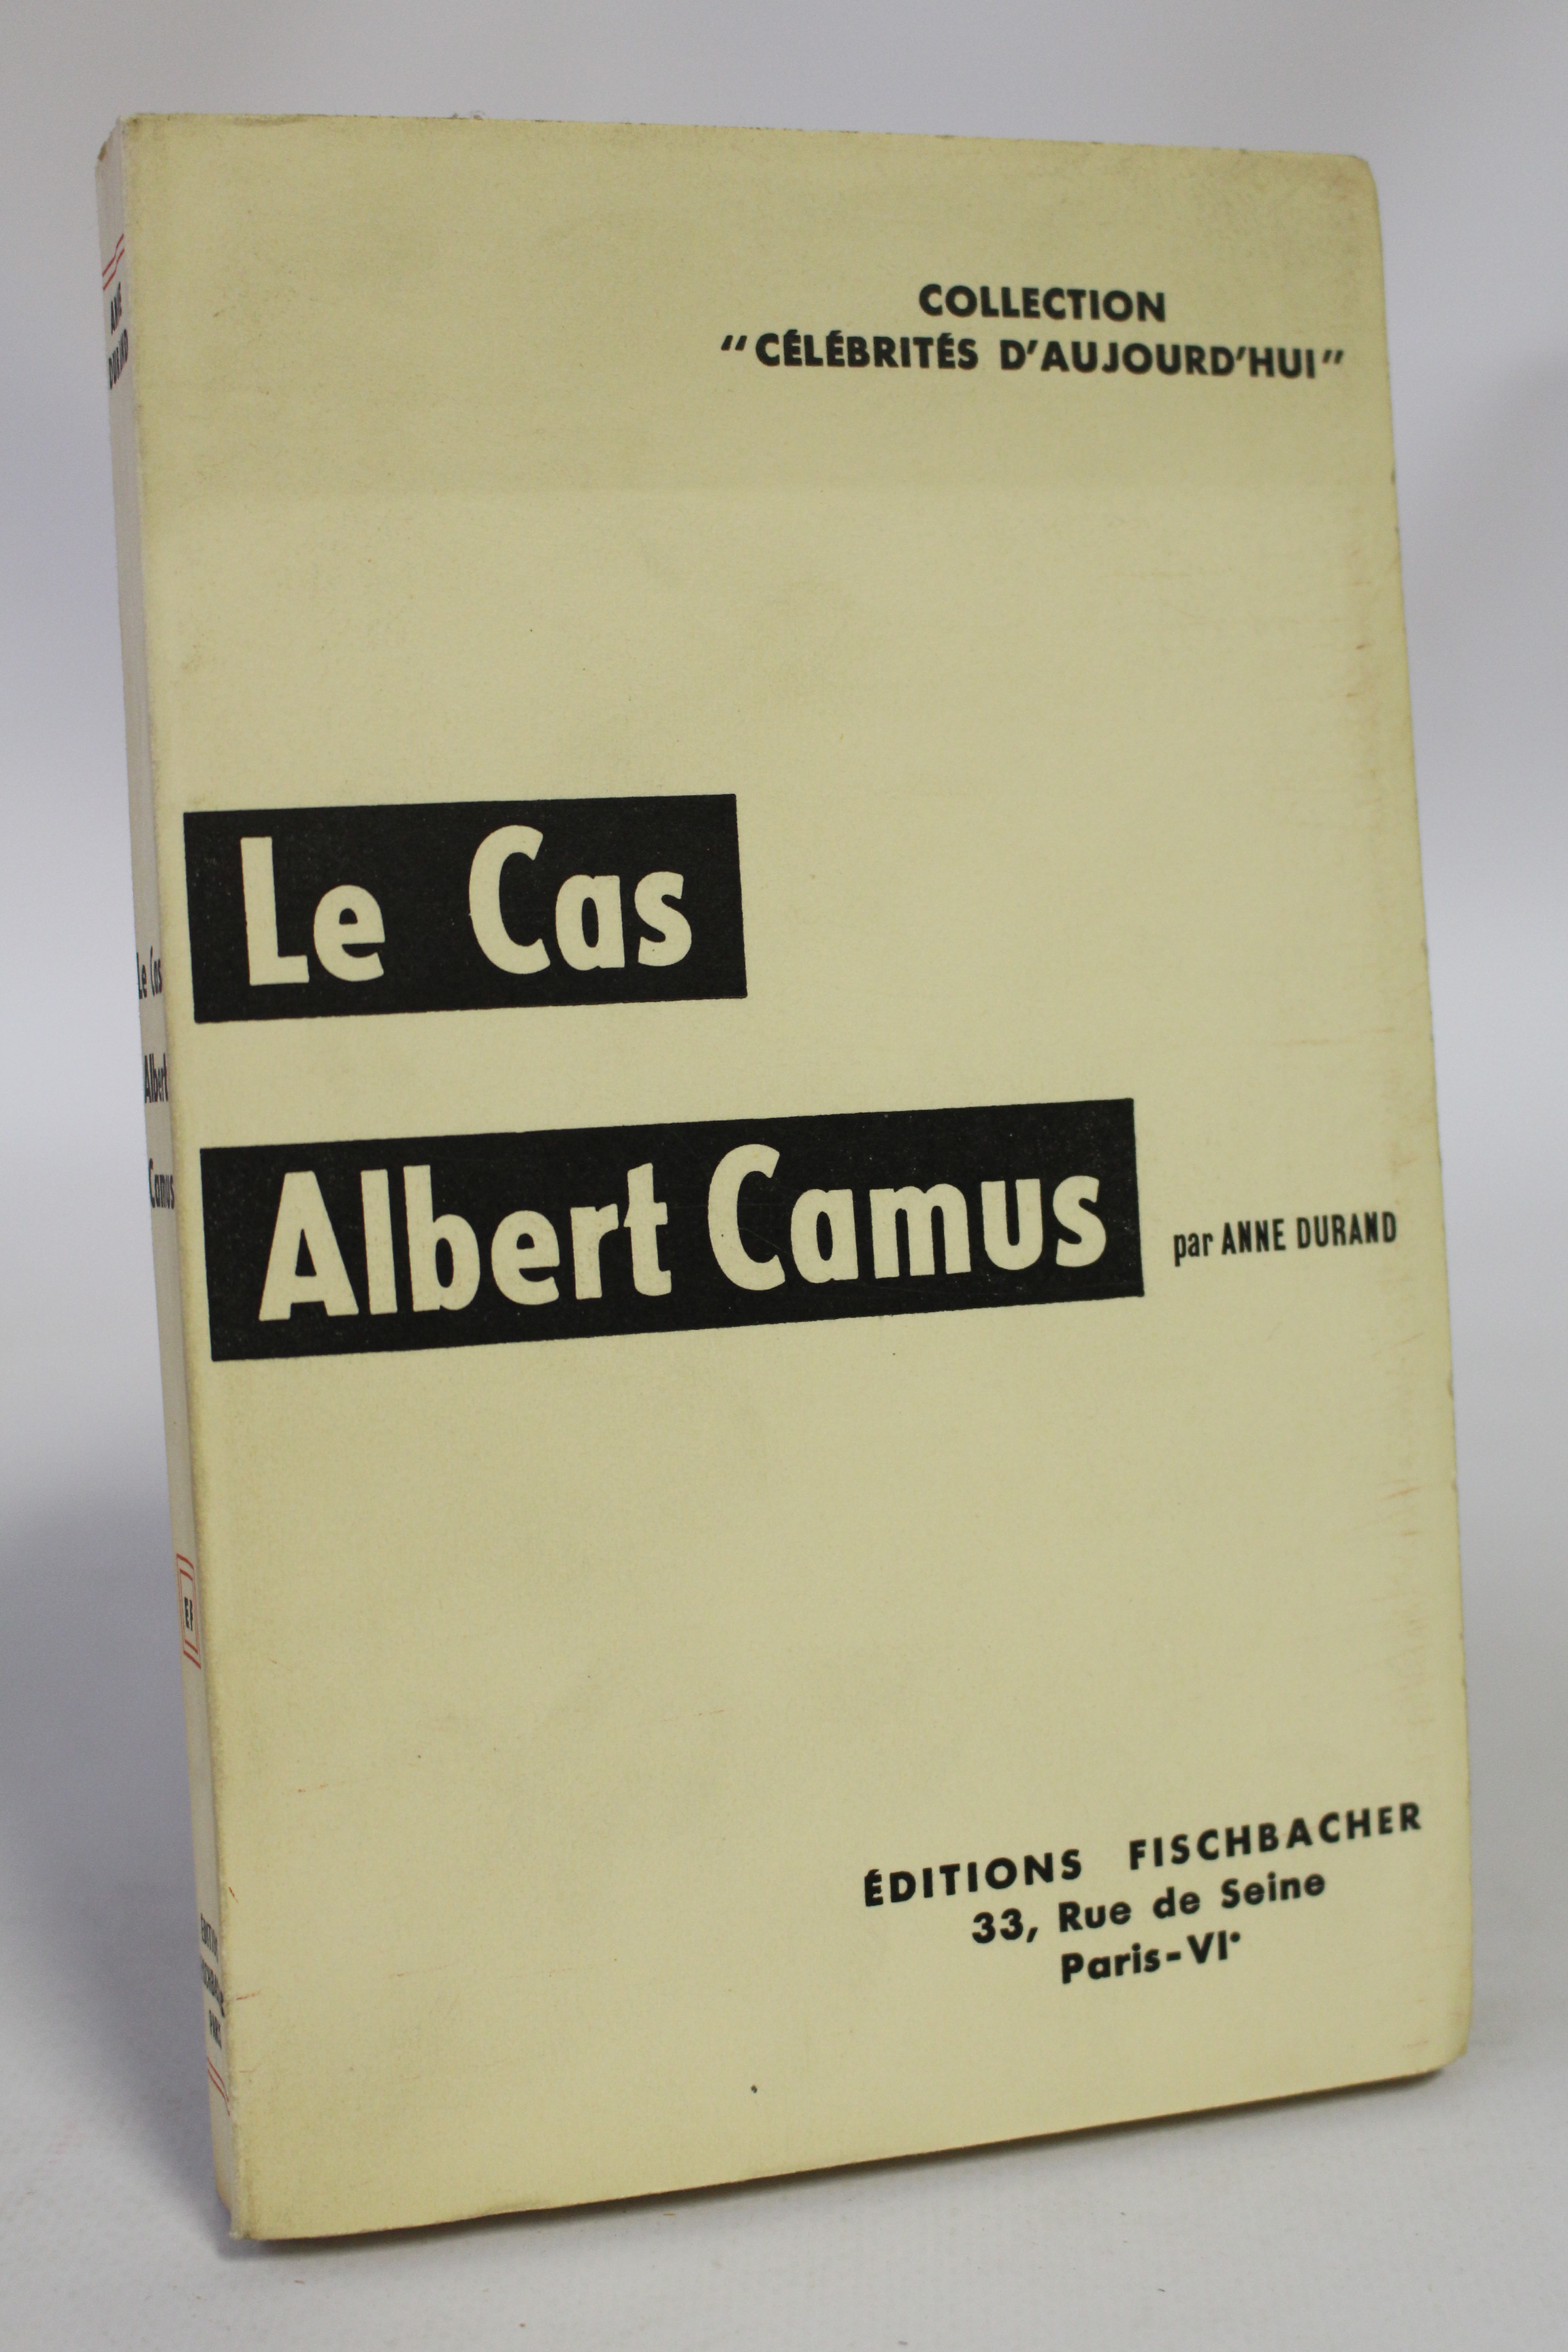 COLLECTION
“CÉLÉBRITÉS D'AUJOURD'HUI”
Le Cas
Albert Camus
par ANNE DURAND
ÉDITIONS FISCHBACHER
33, Rue de Seine
Paris-VIe
DURAND
Le Cas
Albert
Camus